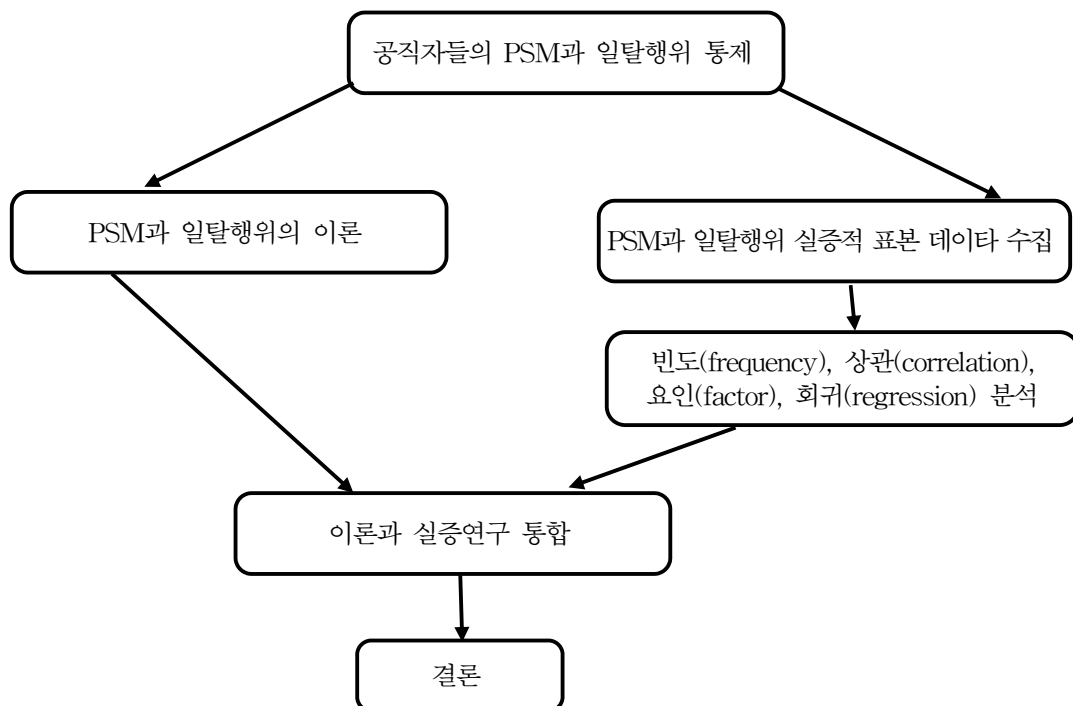 공직자들의 PSM과 일탈행위 통제
PSM과 일탈행위의 이론
PSM과 일탈행위 실증적 표본 데이타 수집
빈도(frequency), 상관(correlation),
요인(factor), 회귀(regression) 분석
이론과 실증연구 통합
결론